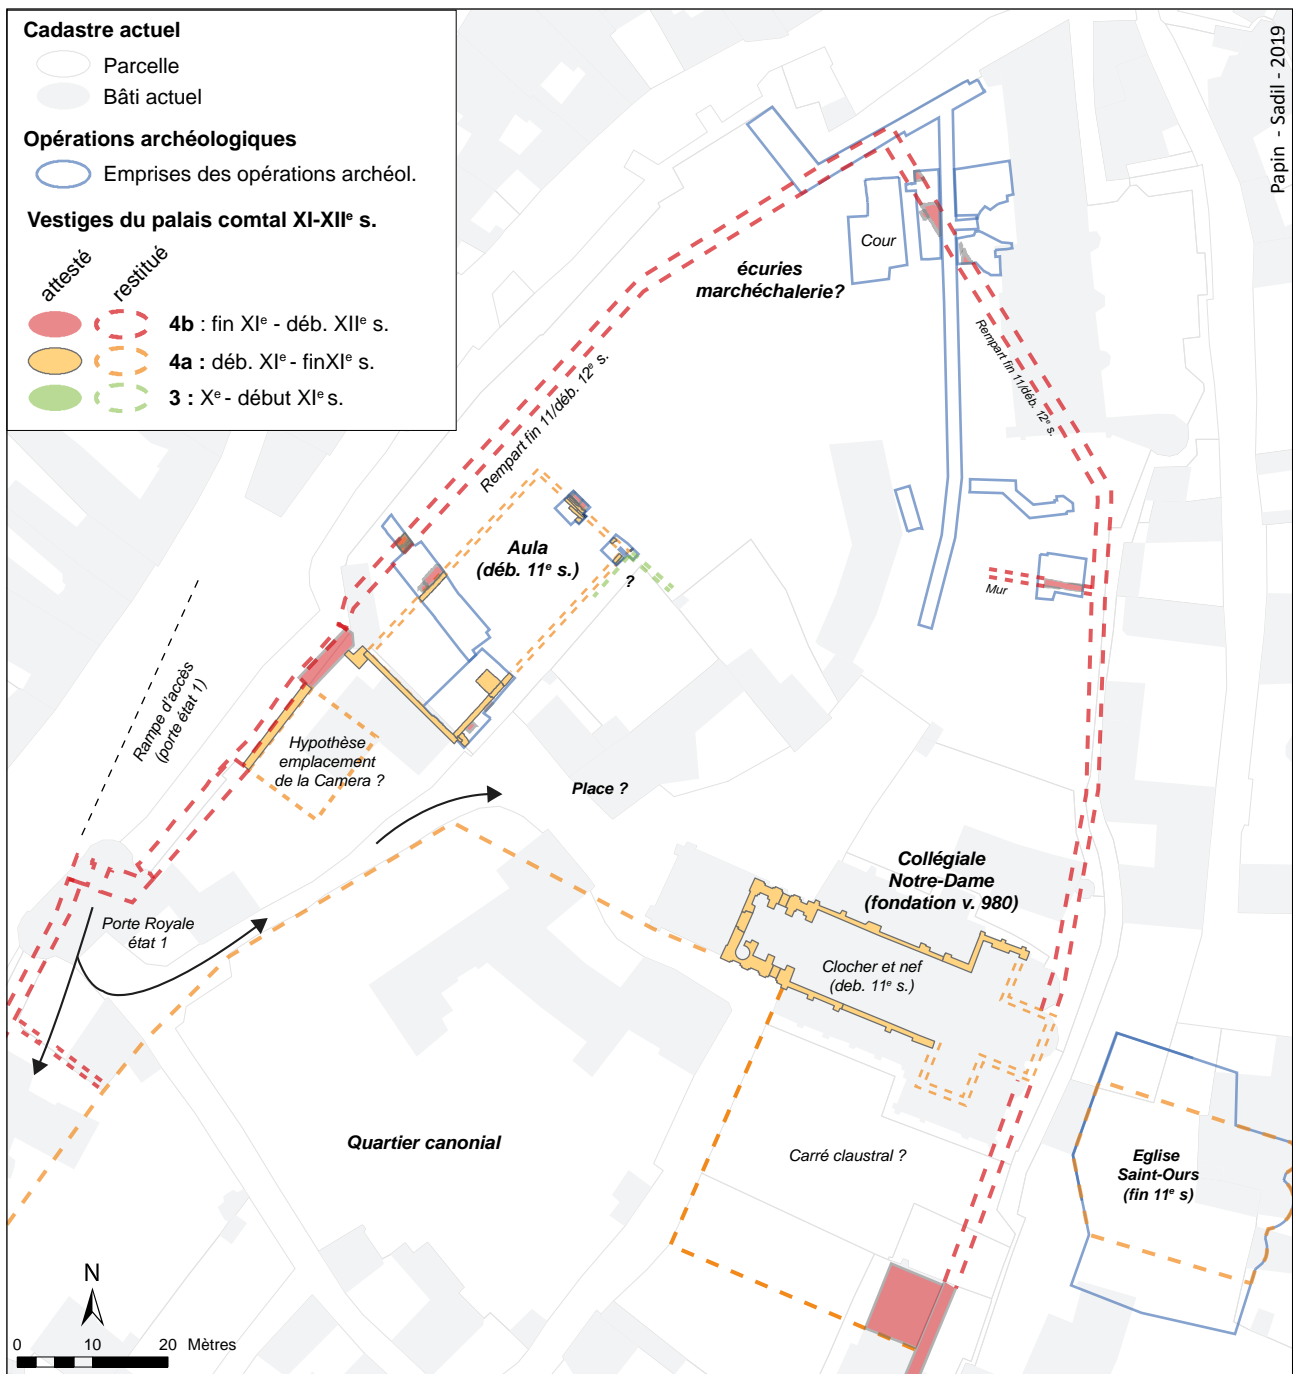 Cadastre actuel
Parcelle
Bâti actuel
Opérations archéologiques
Emprises des opérations archéol.
Vestiges du palais comtal XI-XIIe s.
attesté
restitué
4b : fin XIe - déb. XIIe s.
4a : déb. XIe - finXIe s.
3 : Xe - début XIe s.
Papin - Sadil - 2019
Cour
écuries
marchéchalerie?
Rempart fin 11/déb. 12e s.
Rempart fin 11/déb. 12e s.
Aula
(déb. 11e s.)
?
Mur
Rampe d'accès
(porte état 1)
Hypothèse
emplacement
de la Camera ?
Place ?
Collégiale
Notre-Dame
(fondation v. 980)
Porte Royale
état 1
Clocher et nef
(deb. 11e s.)
Quartier canonial
Carré claustral ?
Eglise
Saint-Ours
(fin 11e s)
N
0 10 20 Mètres